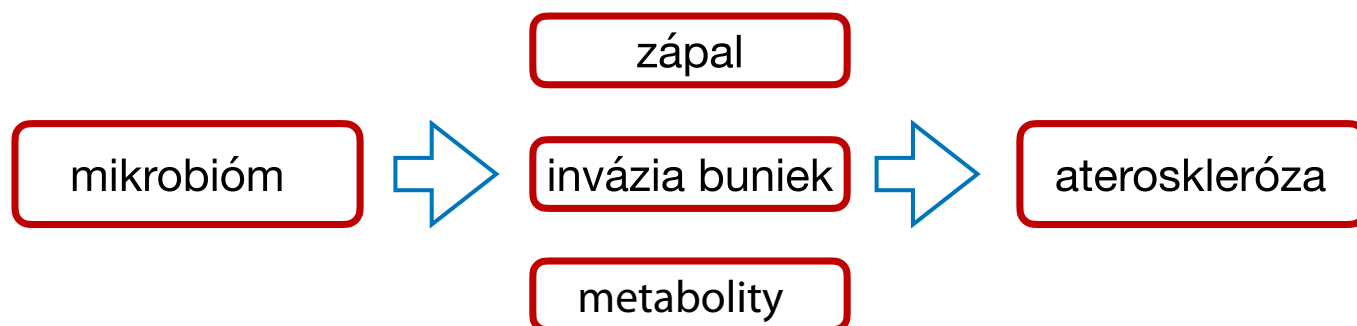 zápal
mikrobióm
invázia buniek
ateroskleróza
metabolity